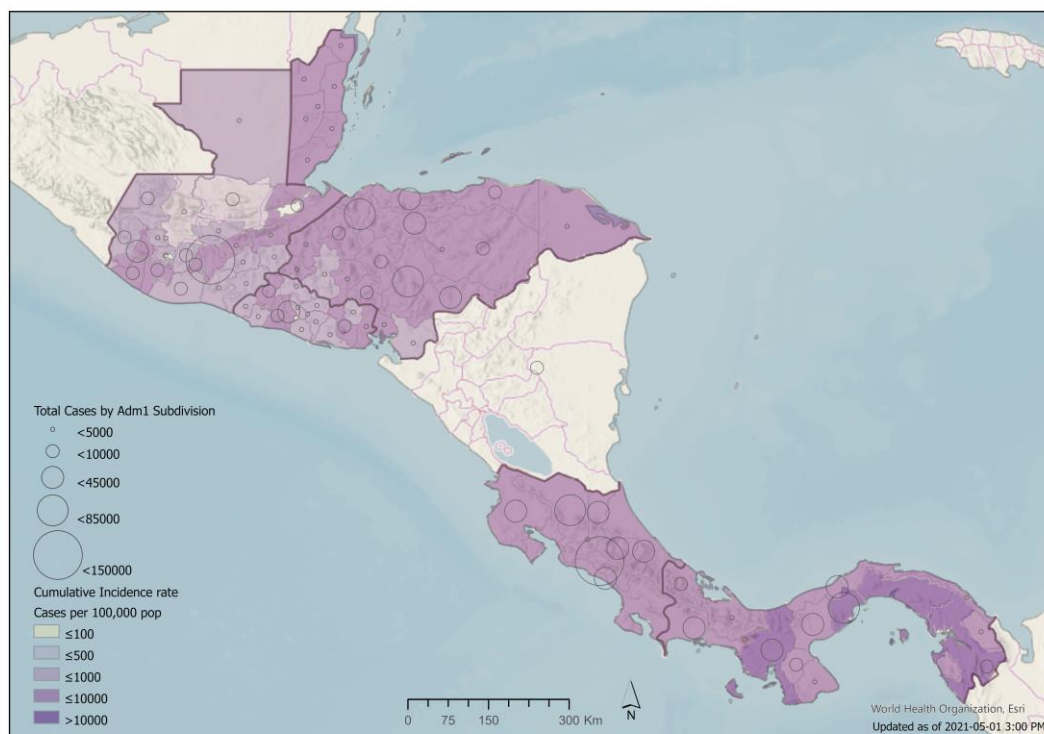 Total Cases by Adm1 Subdivision
<5000
<10000
<45000
<85000
<150000
Cumulative Incidence rate
Cases per 100,000 pop
≤100
≤500
≤1000
≤10000
>10000
0 75 150 300 Km
N
World Health Organization, Esri
Updated as of 2021-05-01 3:00 PM